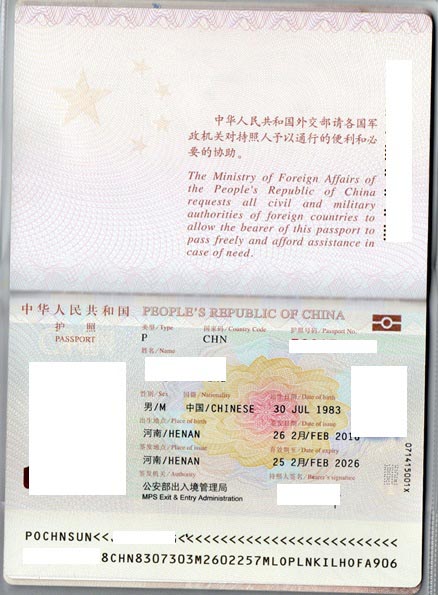 中华人民共和国外交部请各国军
政机关对持照人予以通行的便利和必
要的协助。
The Ministry of Foreign Affairs of
the People's Republic of China
requests all civil and military
authorities of foreign countries to
allow the bearer of this passport to
pass freely and afford assistance in
case of need.
中华人民共和国 PEOPLE'S REPUBLIC OF CHINA
护 照
PASSPORT
类型/Type 国家码/Country Code 护照号码/Passport No.
P CHN
姓名/Name
性别/Sex 国籍/Nationality 出生日期/Date of birth
男/M 中国/CHINESE 30 JUL 1983
出生地点/Place of birth 签发日期/Date of issue
河南/HENAN 26 2月/FEB 2016
签发地点/Place of issue 有效期至/Date of expiry
河南/HENAN 25 2月/FEB 2026
签发机关/Authority 持照人签名/Bearer's signature
公安部出入境管理局
MPS Exit & Entry Administration
071415001X
POCHNSUN<< <<<<<<<<<<<<<<<<<<<<<<<<<
8CHN8307303M2602257MLOPLNKILHOFA906